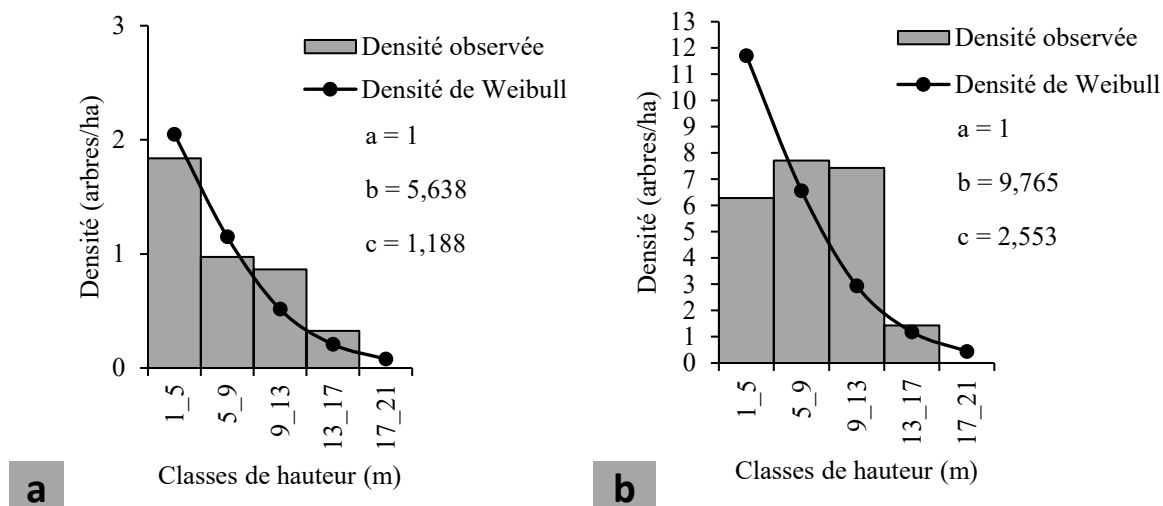 3
2
1
0
Densité (arbres/ha)
Densité observée
Densité de Weibull
a = 1
b = 5,638
c = 1,188
1_5
5_9
9_13
13_17
17_21
Classes de hauteur (m)
a
13
12
11
10
9
8
7
6
5
4
3
2
1
0
Densité (arbres/ha)
Densité observée
Densité de Weibull
a = 1
b = 9,765
c = 2,553
1_5
5_9
9_13
13_17
17_21
Classes de hauteur (m)
b